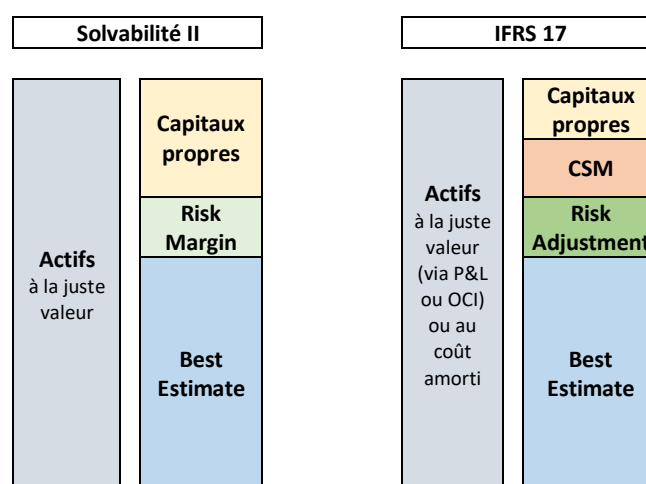 Solvabilité II
IFRS 17
Actifs
à la juste
valeur
Capitaux
propres
Risk
Margin
Best
Estimate
Actifs
à la juste
valeur
(via P&L
ou OCI)
ou au
coût
amorti
Capitaux
propres
CSM
Risk
Adjustment
Best
Estimate